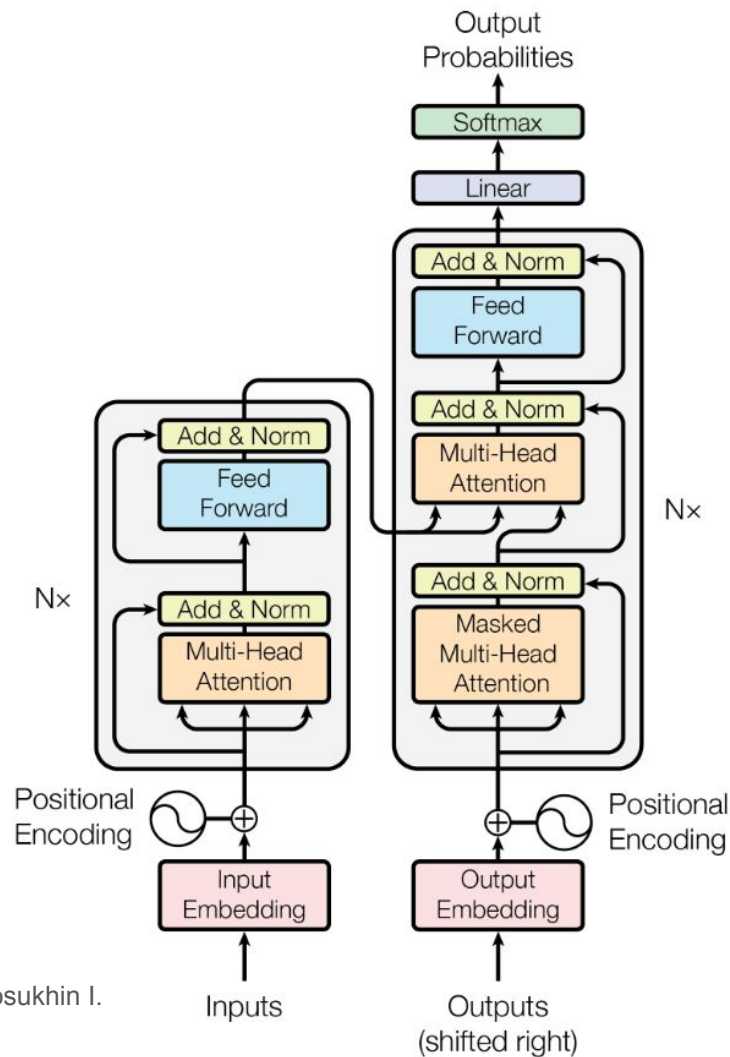 Output
Probabilities
Softmax
Linear
Add & Norm
Feed
Forward
Add & Norm
Multi-Head
Attention
Add & Norm
Masked
Multi-Head
Attention
Nx
Add & Norm
Feed
Forward
Add & Norm
Multi-Head
Attention
Nx
Positional
Encoding
Positional
Encoding
Input
Embedding
Output
Embedding
Inputs
Outputs
(shifted right)
osukhin I.